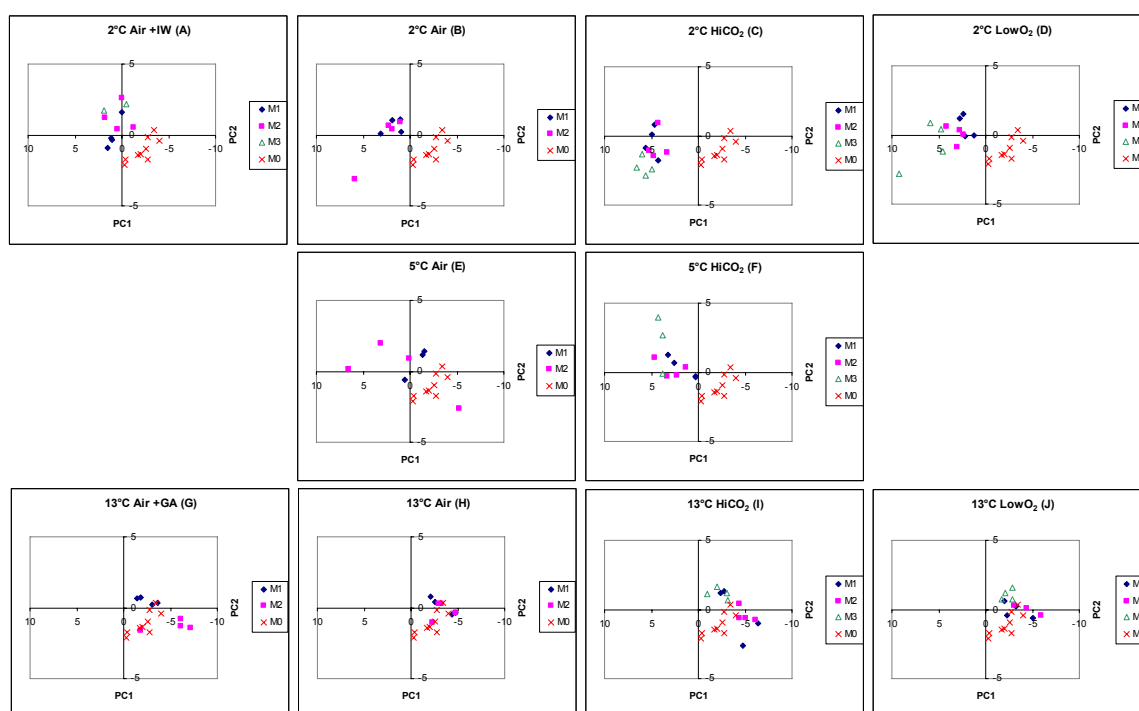 2°C Air +IW (A)
5
10 5 0 -5 -10
-5
PC2
PC1
M1
M2
M3
M0
2°C Air (B)
5
10 5 0 -5 -10
-5
PC2
PC1
M1
M2
M0
2°C HiCO₂ (C)
5
10 5 0 -5 -10
-5
PC2
PC1
M1
M2
M3
M0
2°C LowO₂ (D)
5
10 5 0 -5 -10
-5
PC2
PC1
5°C Air (E)
5
10 5 0 -5 -10
-5
PC2
PC1
M1
M2
M0
5°C HiCO₂ (F)
5
10 5 0 -5 -10
-5
PC2
PC1
M1
M2
M3
M0
13°C Air +GA (G)
5
10 5 0 -5 -10
-5
PC2
PC1
M1
M2
M0
13°C Air (H)
5
10 5 0 -5 -10
-5
PC2
PC1
M1
M2
M0
13°C HiCO₂ (I)
5
10 5 0 -5 -10
-5
PC2
PC1
M1
M2
M3
M0
13°C LowO₂ (J)
5
10 5 0 -5 -10
-5
PC2
PC1